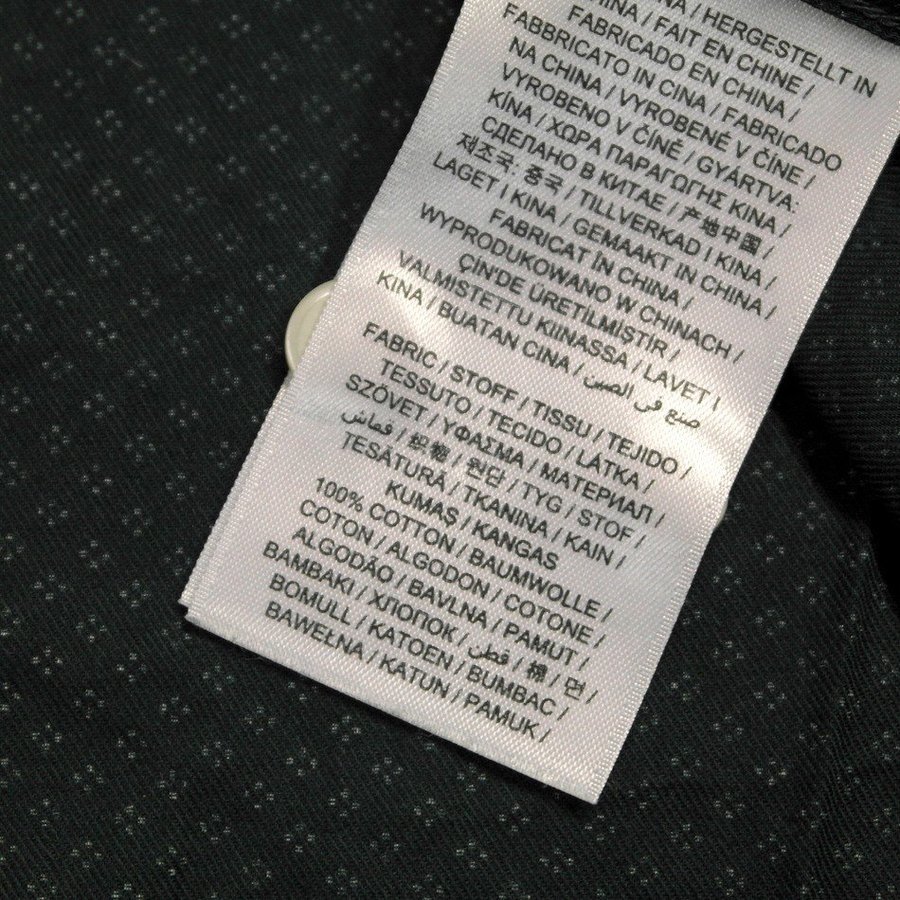 NA / HERGESTELLT IN
INA / FAIT EN CHINE /
FABRICADO EN CHINA /
FABBRICATO IN CINA / FABRICADO
NA CHINA / VYROBENÉ V ČÍNE /
VYROBENO V ČÍNĚ / GYÁRTVA:
KÍNA / ΧΩΡΑ ΠΑΡΑΓΩΓΗΣ ΚΙΝΑ /
СДЕЛАНО В КИТАЕ / 产地中国 /
제조국: 중국 / TILLVERKAD I KINA /
LAGET I KINA / GEMAAKT IN CHINA /
FABRICAT ÎN CHINA /
WYPRODUKOWANO W CHINACH /
ÇİN'DE ÜRETİLMİŞTİR /
VALMISTETTU KIINASSA / LAVET I
KINA / BUATAN CINA / صنع في الصين
FABRIC / STOFF / TISSU / TEJIDO /
TESSUTO / TECIDO / LÁTKA /
SZÖVET / ΥΦΑΣΜΑ / МАТЕРИАЛ /
قماش / 织物 / 원단 / TYG / STOF /
TESĂTURĂ / TKANINA / KAIN /
KUMAŞ / KANGAS
100% COTTON / BAUMWOLLE /
COTON / ALGODON / COTONE /
ALGODÃO / BAVLNA / PAMUT /
BAMBAKI / ХЛОПОК / قطن / 棉 / 면 /
BOMULL / KATOEN / BUMBAC /
BAWEŁNA / KATUN / PAMUK /